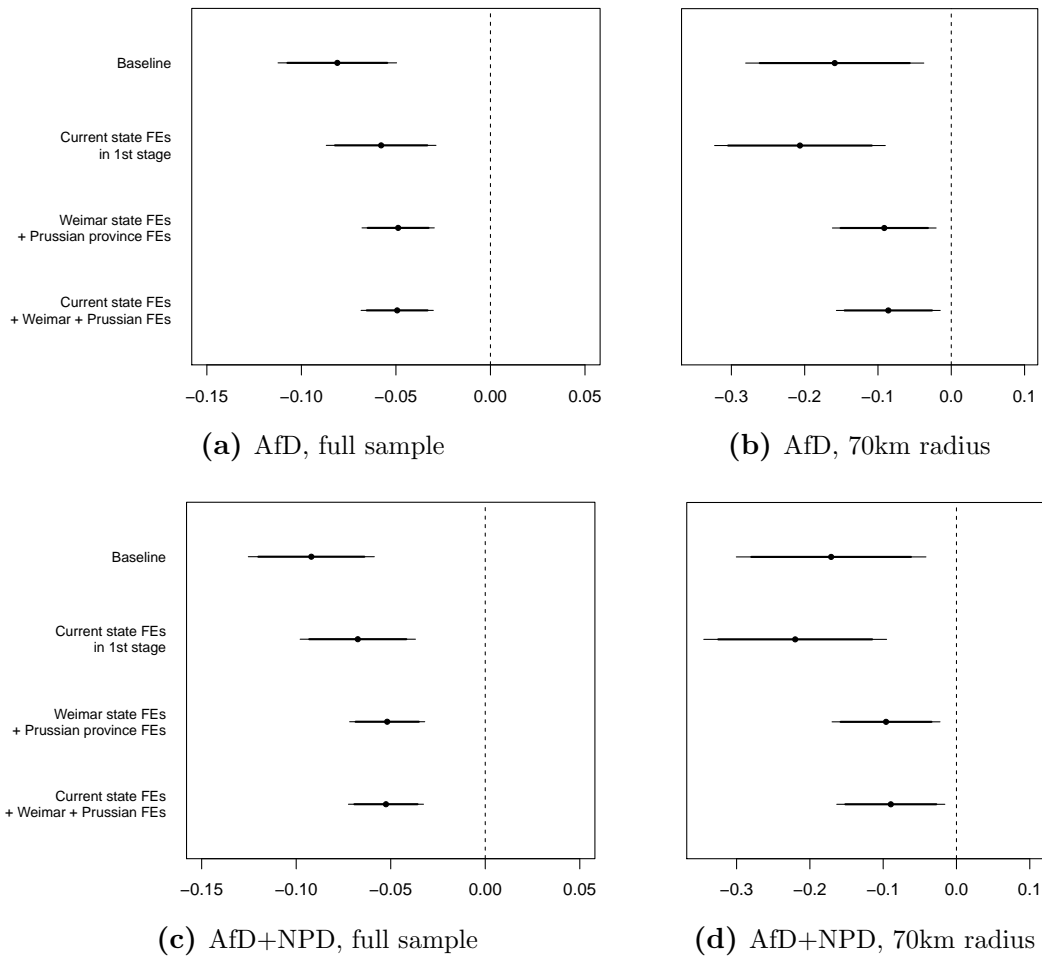 Baseline
Current state FEs
in 1st stage
Weimar state FEs
+ Prussian province FEs
Current state FEs
+ Weimar + Prussian FEs
−0.15 −0.10 −0.05 0.00 0.05
(a) AfD, full sample
−0.3 −0.2 −0.1 0.0 0.1
(b) AfD, 70km radius
Baseline
Current state FEs
in 1st stage
Weimar state FEs
+ Prussian province FEs
Current state FEs
+ Weimar + Prussian FEs
−0.15 −0.10 −0.05 0.00 0.05
(c) AfD+NPD, full sample
−0.3 −0.2 −0.1 0.0 0.1
(d) AfD+NPD, 70km radius